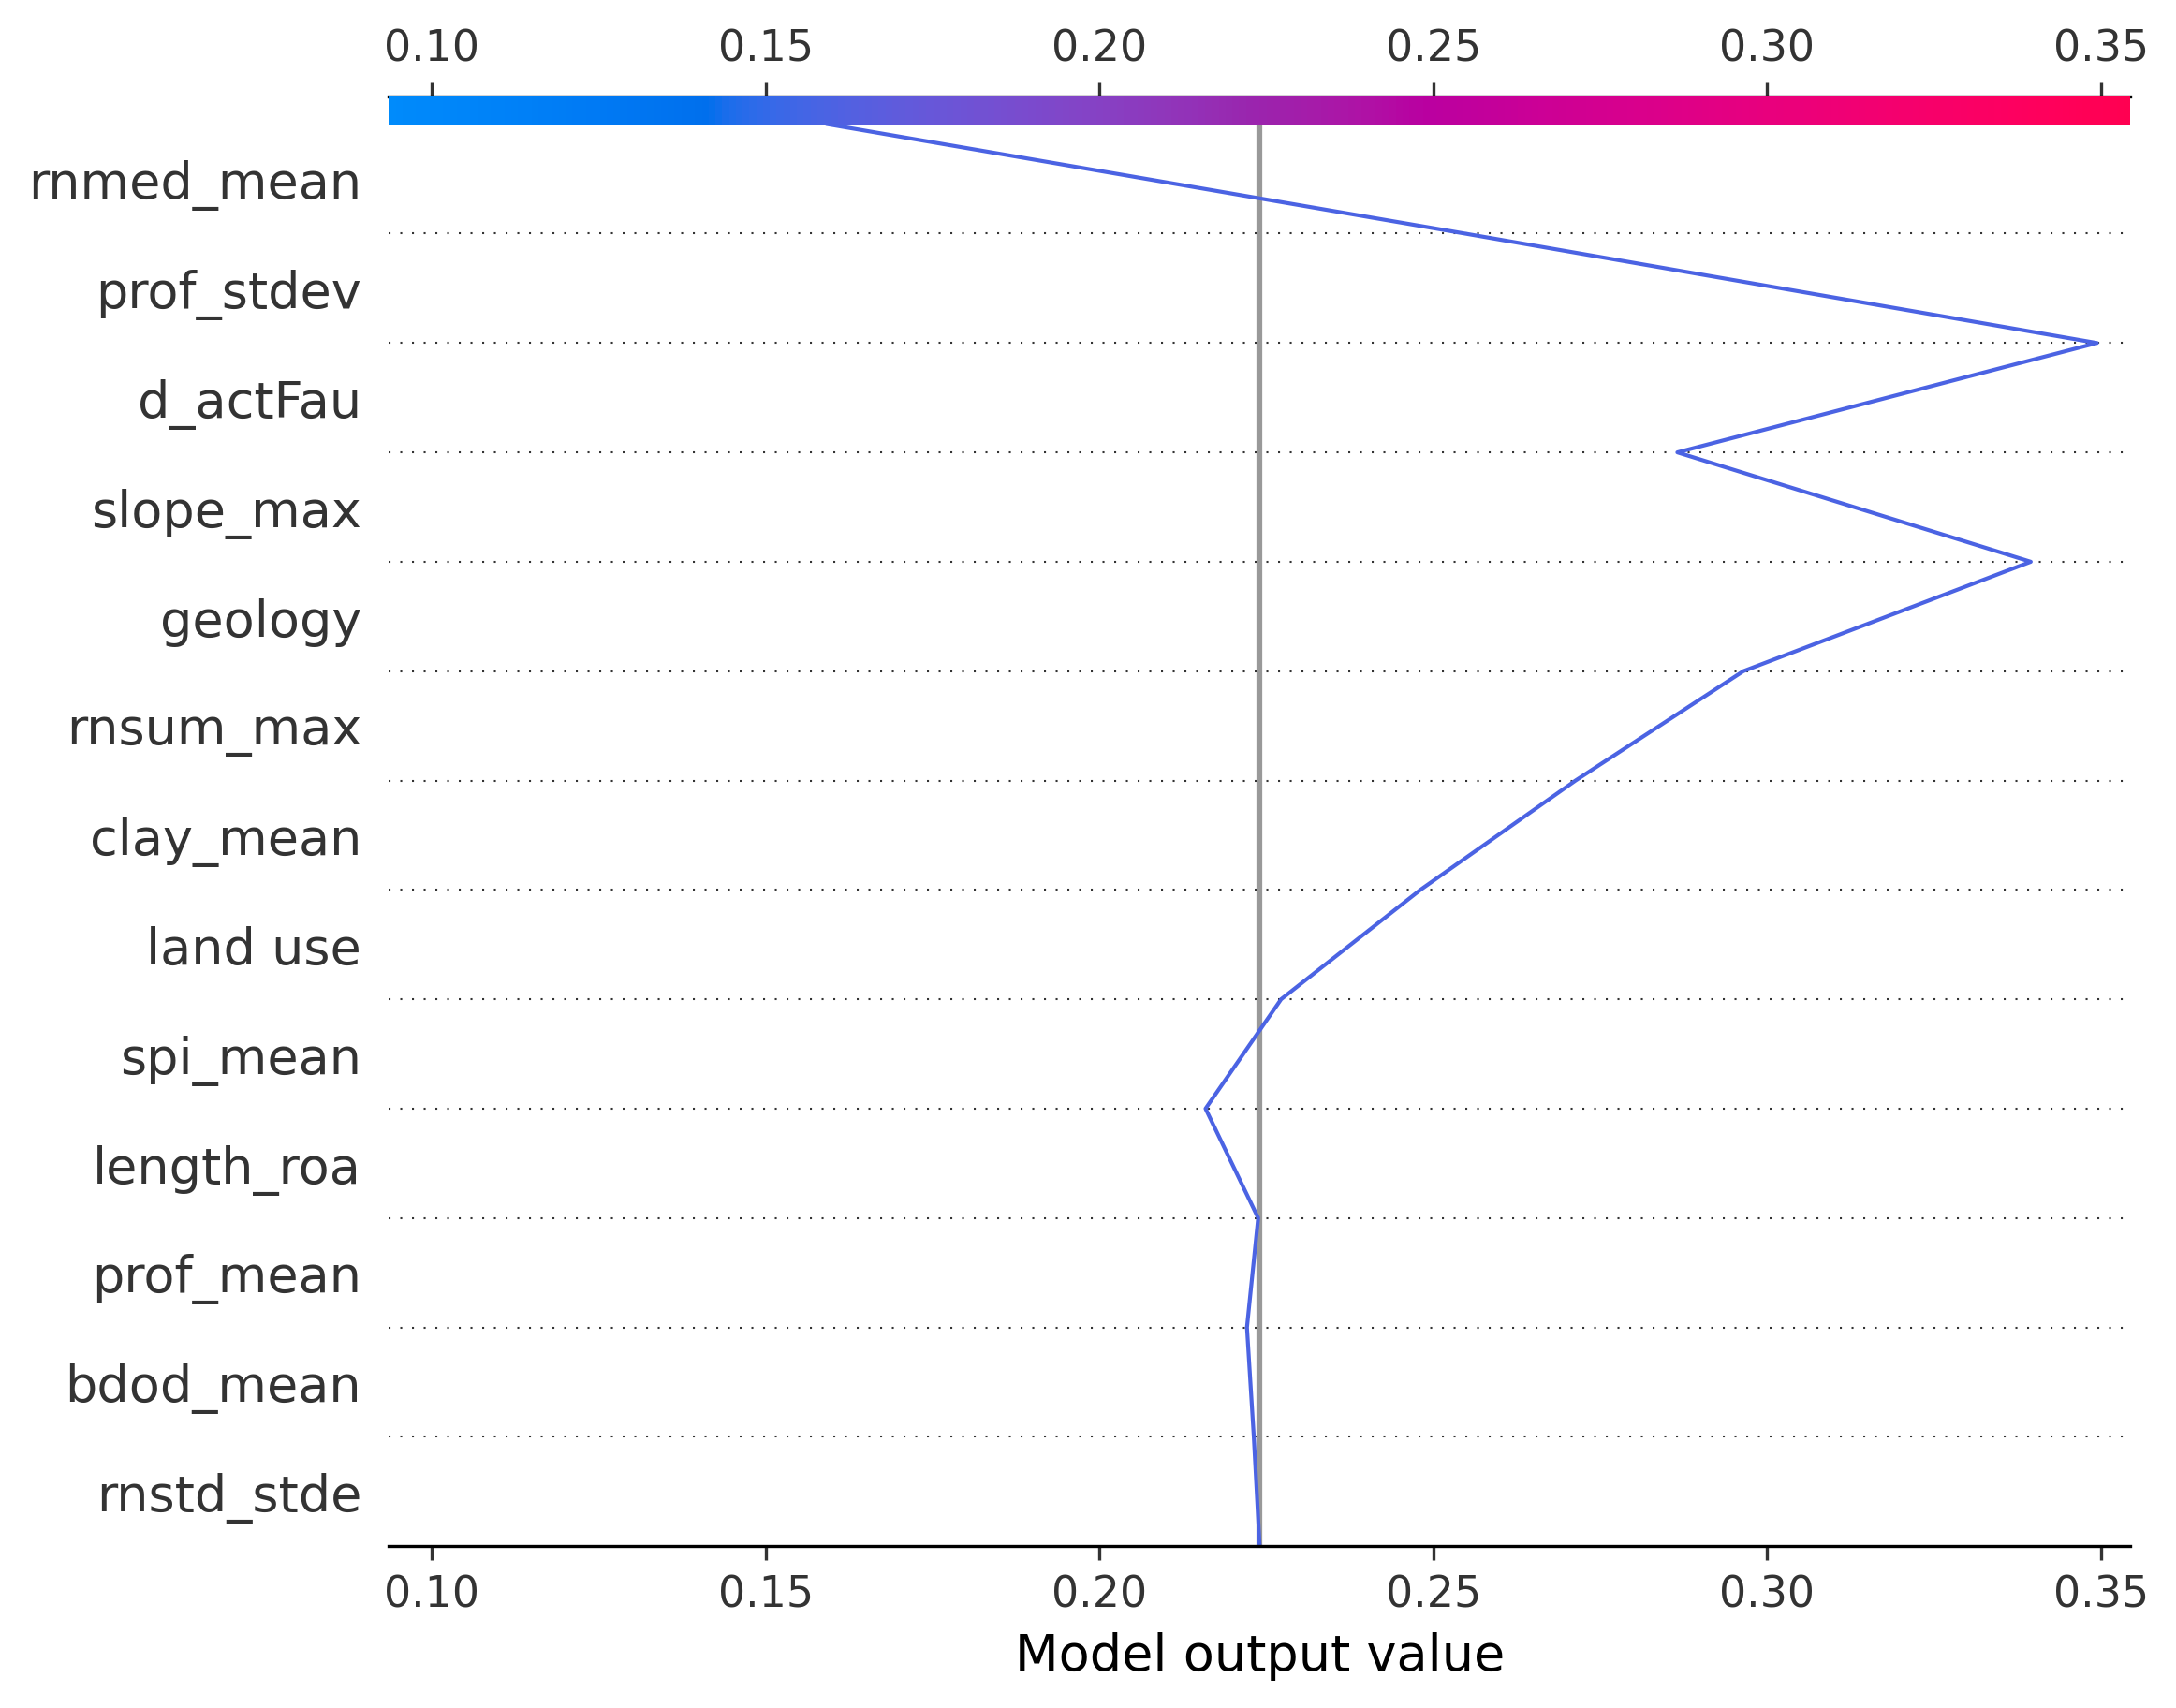 0.10 0.15 0.20 0.25 0.30 0.35
rnmed_mean
prof_stdev
d_actFau
slope_max
geology
rnsum_max
clay_mean
land use
spi_mean
length_roa
prof_mean
bdod_mean
rnstd_stde
0.10 0.15 0.20 0.25 0.30 0.35
Model output value